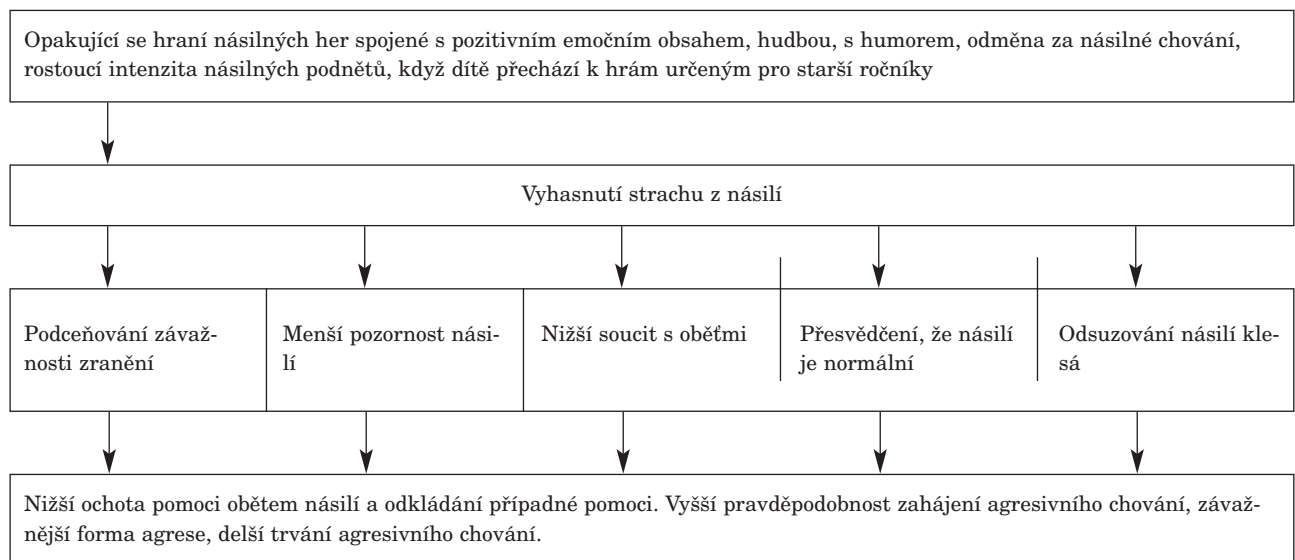 Opakující se hraní násilných her spojené s pozitivním emočním obsahem, hudbou, s humorem, odměna za násilné chování,
rostoucí intenzita násilných podnětů, když dítě přechází k hrám určeným pro starší ročníky
Vyhasnutí strachu z násilí
Podceňování závaž-
nosti zranění
Menší pozornost nási-
lí
Nižší soucit s oběťmi
Přesvědčení, že násilí
je normální
Odsuzování násilí kle-
sá
Nižší ochota pomoci obětem násilí a odkládání případné pomoci. Vyšší pravděpodobnost zahájení agresivního chování, závaž-
nější forma agrese, delší trvání agresivního chování.